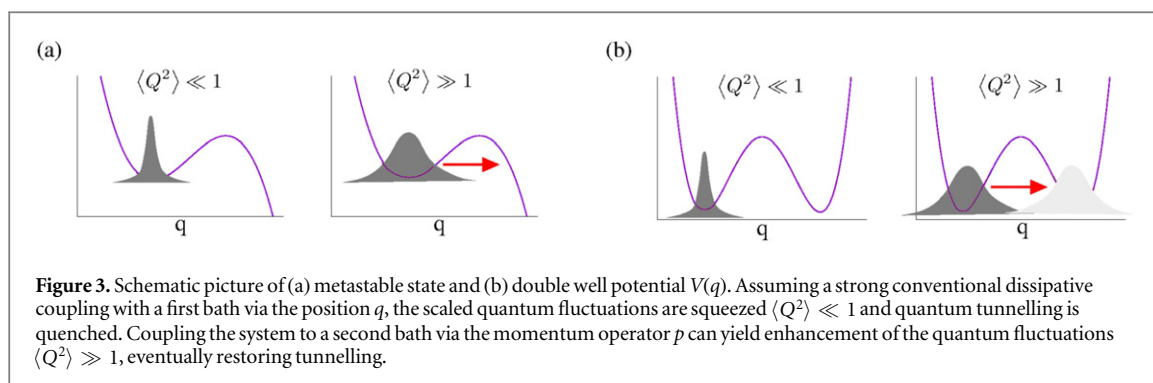 (a)
(b)
⟨Q²⟩ ≪ 1
⟨Q²⟩ ≫ 1
⟨Q²⟩ ≪ 1
⟨Q²⟩ ≫ 1
q
q
q
q
Figure 3. Schematic picture of (a) metastable state and (b) double well potential V(q). Assuming a strong conventional dissipative
coupling with a first bath via the position q, the scaled quantum fluctuations are squeezed ⟨Q²⟩ ≪ 1 and quantum tunnelling is
quenched. Coupling the system to a second bath via the momentum operator p can yield enhancement of the quantum fluctuations
⟨Q²⟩ ≫ 1, eventually restoring tunnelling.